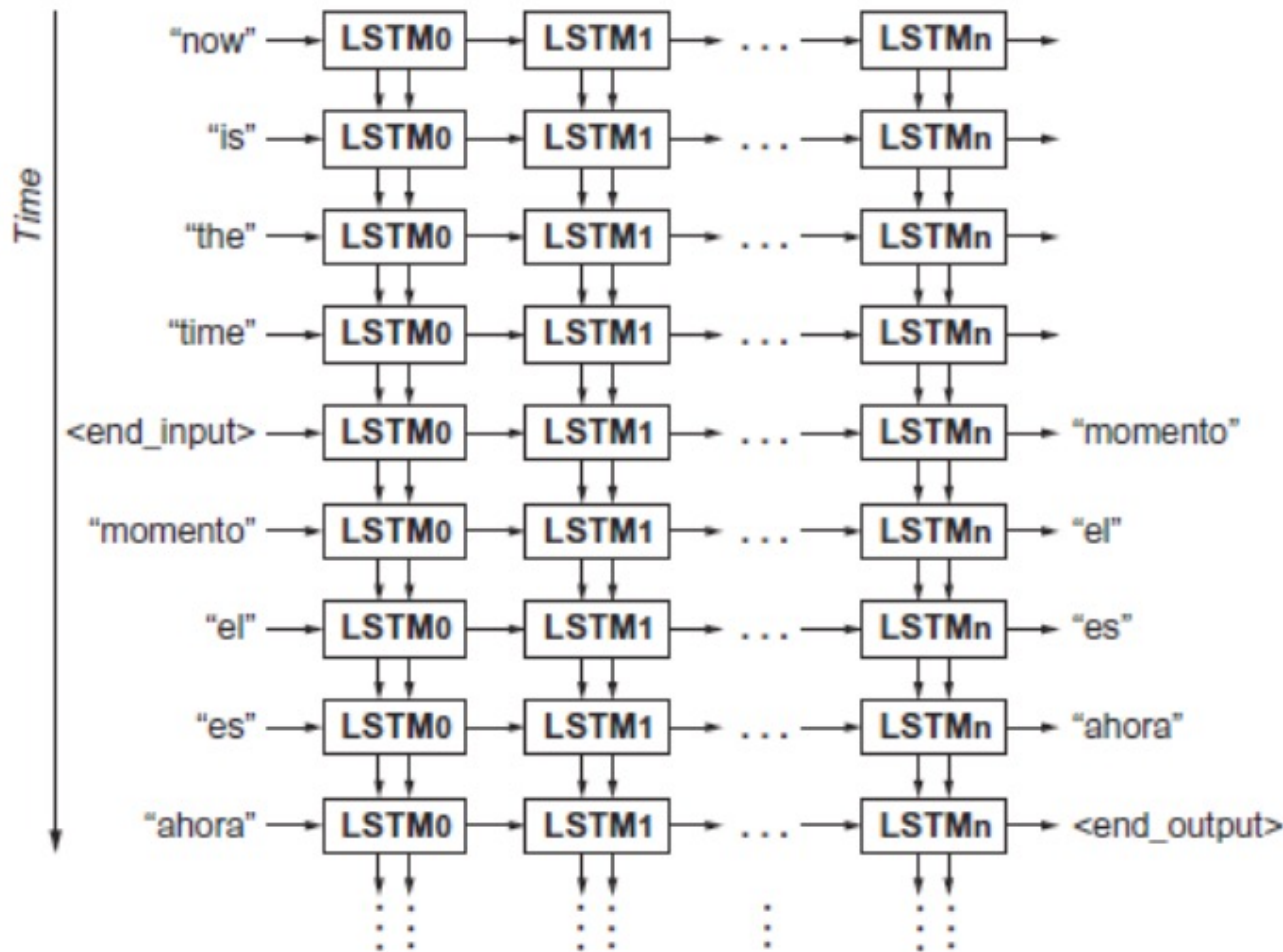 Time
“now” LSTM0 LSTM1 . . . LSTMn
“is” LSTM0 LSTM1 . . . LSTMn
“the” LSTM0 LSTM1 . . . LSTMn
“time” LSTM0 LSTM1 . . . LSTMn
<end_input> LSTM0 LSTM1 . . . LSTMn “momento”
“momento” LSTM0 LSTM1 . . . LSTMn “el”
“el” LSTM0 LSTM1 . . . LSTMn “es”
“es” LSTM0 LSTM1 . . . LSTMn “ahora”
“ahora” LSTM0 LSTM1 . . . LSTMn <end_output>